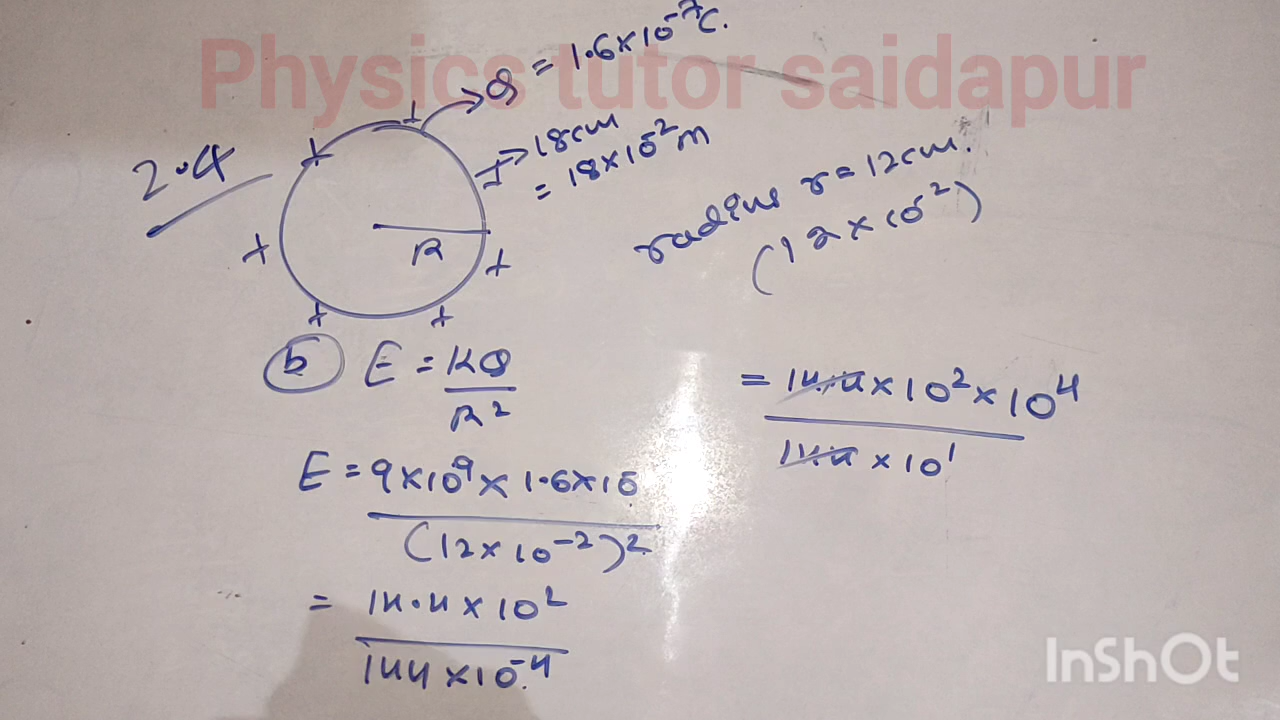 Physics tutor saidapur
2.4
Q = 1.6×10⁻⁷C.
→ 18cm
= 18×10⁻²m
radius r = 12cm.
(12×10⁻²)
R
+ + + + + + +
(b) E = KQ
R²
E = 9×10⁹×1.6×10
(12×10⁻²)²
= 14.4×10²
144×10⁻⁴
= 14.4×10²×10⁴
14.4×10¹
InShOt